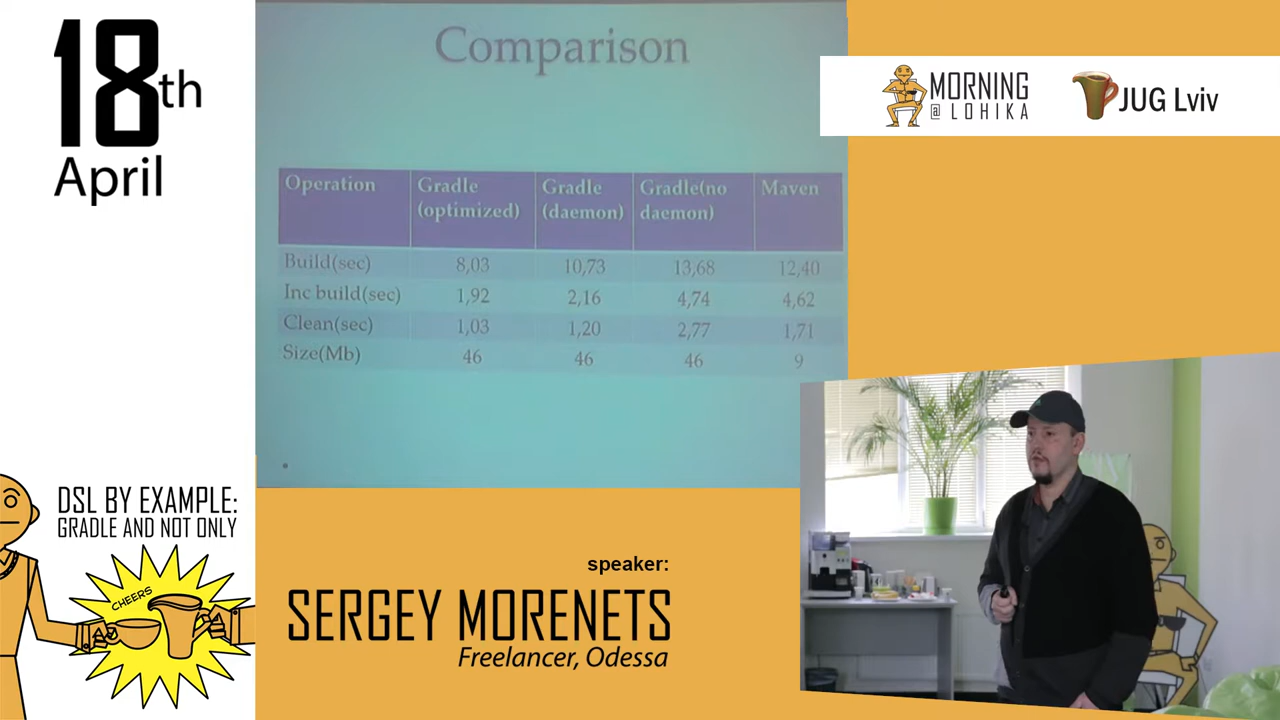 18th
April
Comparison
MORNING
@ LOHIKA
JUG Lviv
Operation Gradle (optimized) Gradle (daemon) Gradle(no daemon) Maven
Build(sec) 8,03 10,73 13,68 12,40
Inc build(sec) 1,92 2,16 4,74 4,62
Clean(sec) 1,03 1,20 2,77 1,71
Size(Mb) 46 46 46 9
DSL BY EXAMPLE:
GRADLE AND NOT ONLY
CHEERS
speaker:
SERGEY MORENETS
Freelancer, Odessa